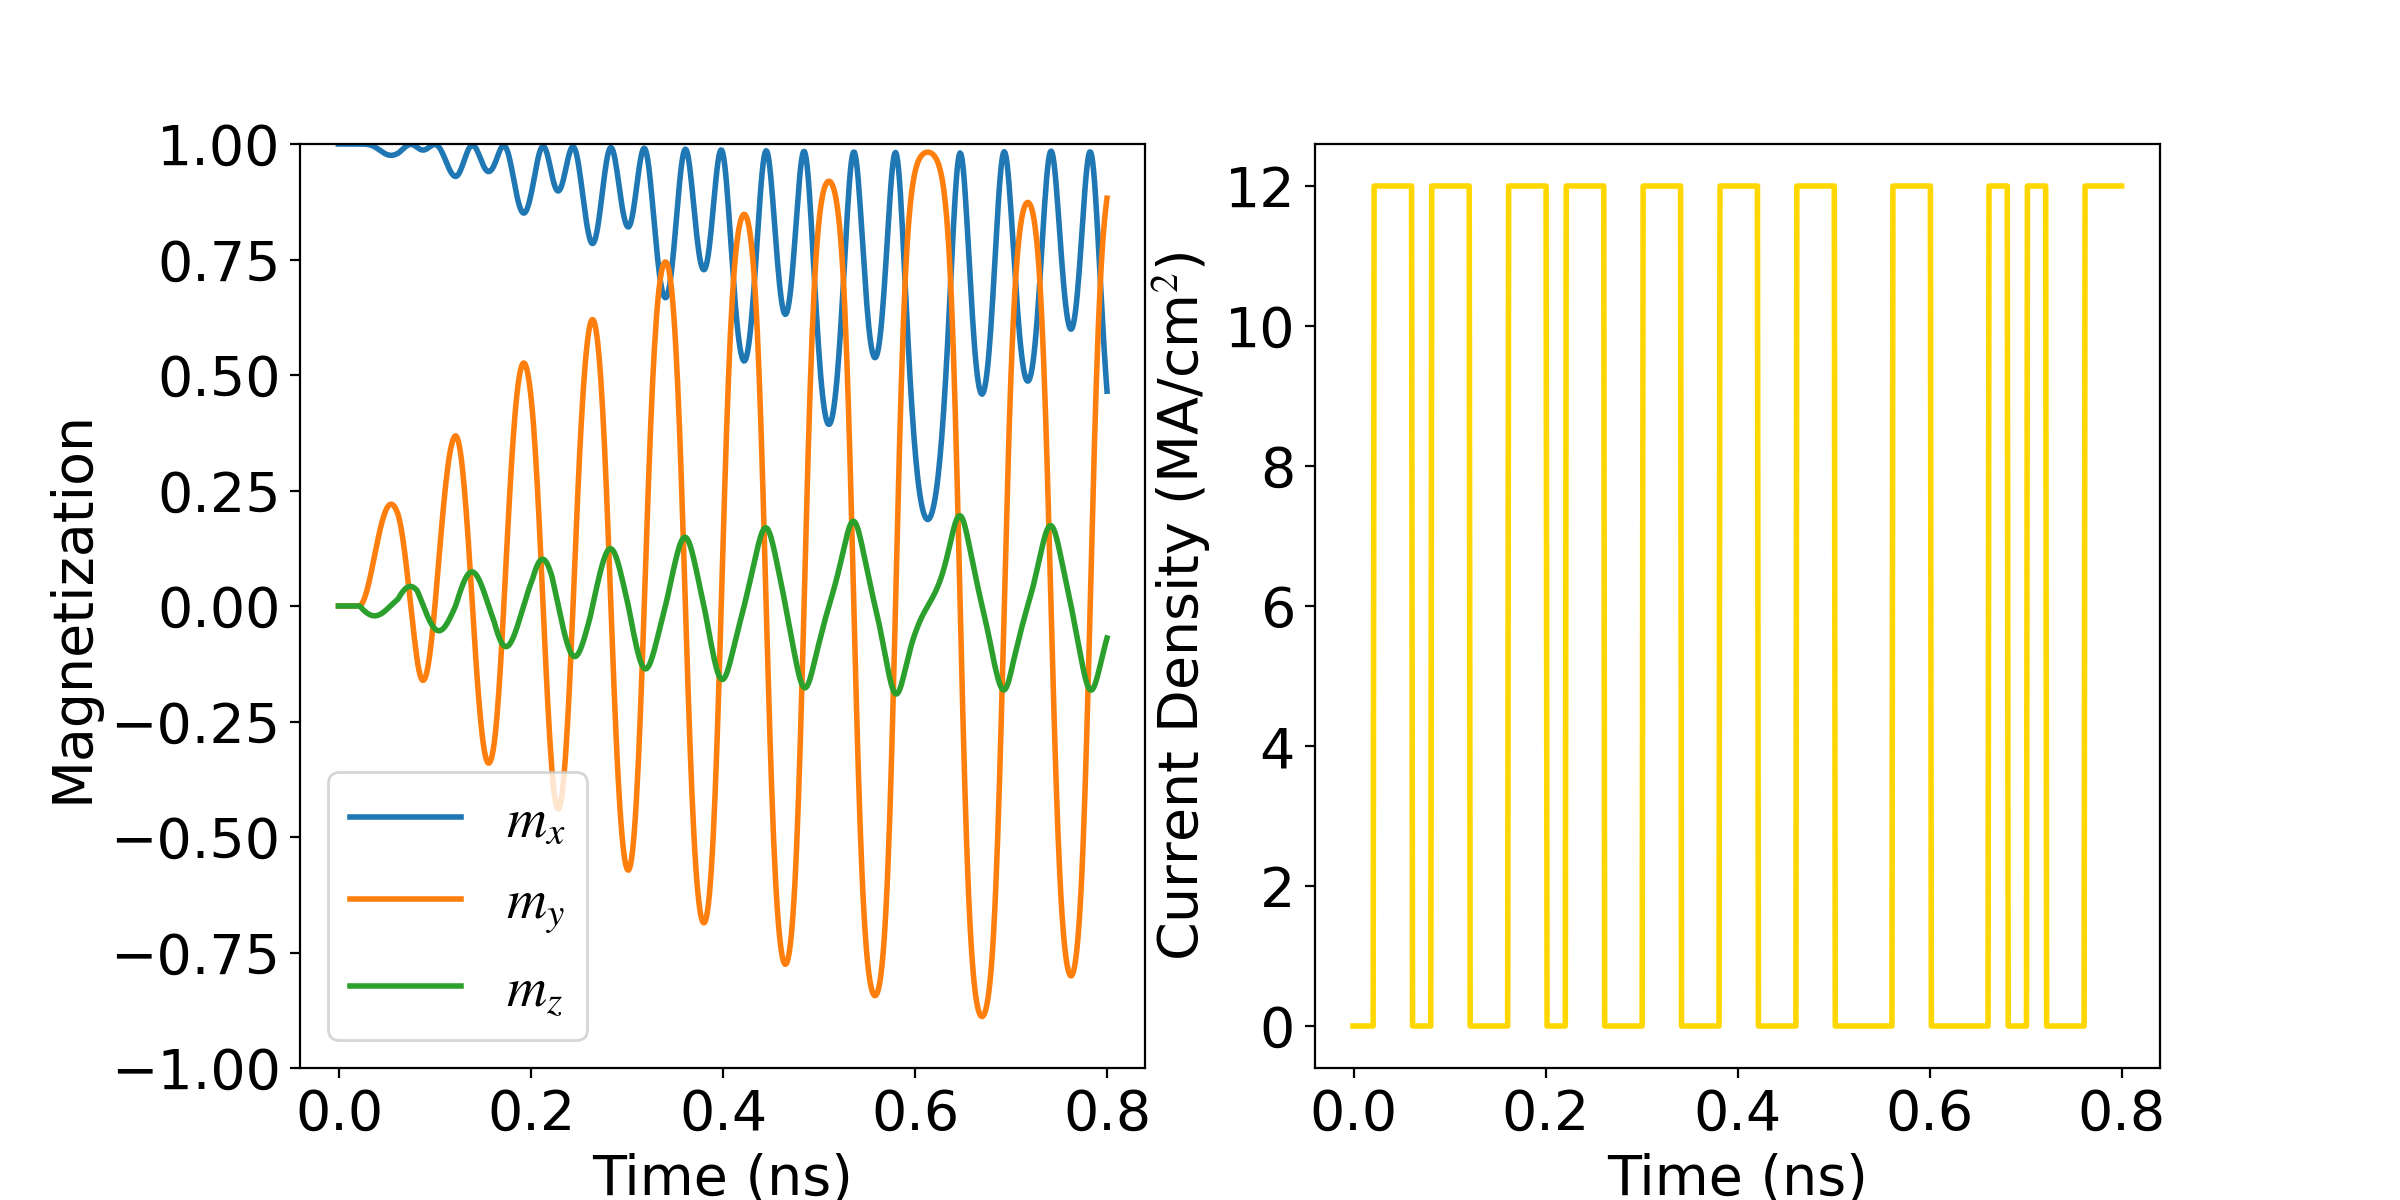 Magnetization
1.00
0.75
0.50
0.25
0.00
−0.25
−0.50
−0.75
−1.00
m_x
m_y
m_z
0.0 0.2 0.4 0.6 0.8
Time (ns)
Current Density (MA/cm²)
12
10
8
6
4
2
0
0.0 0.2 0.4 0.6 0.8
Time (ns)